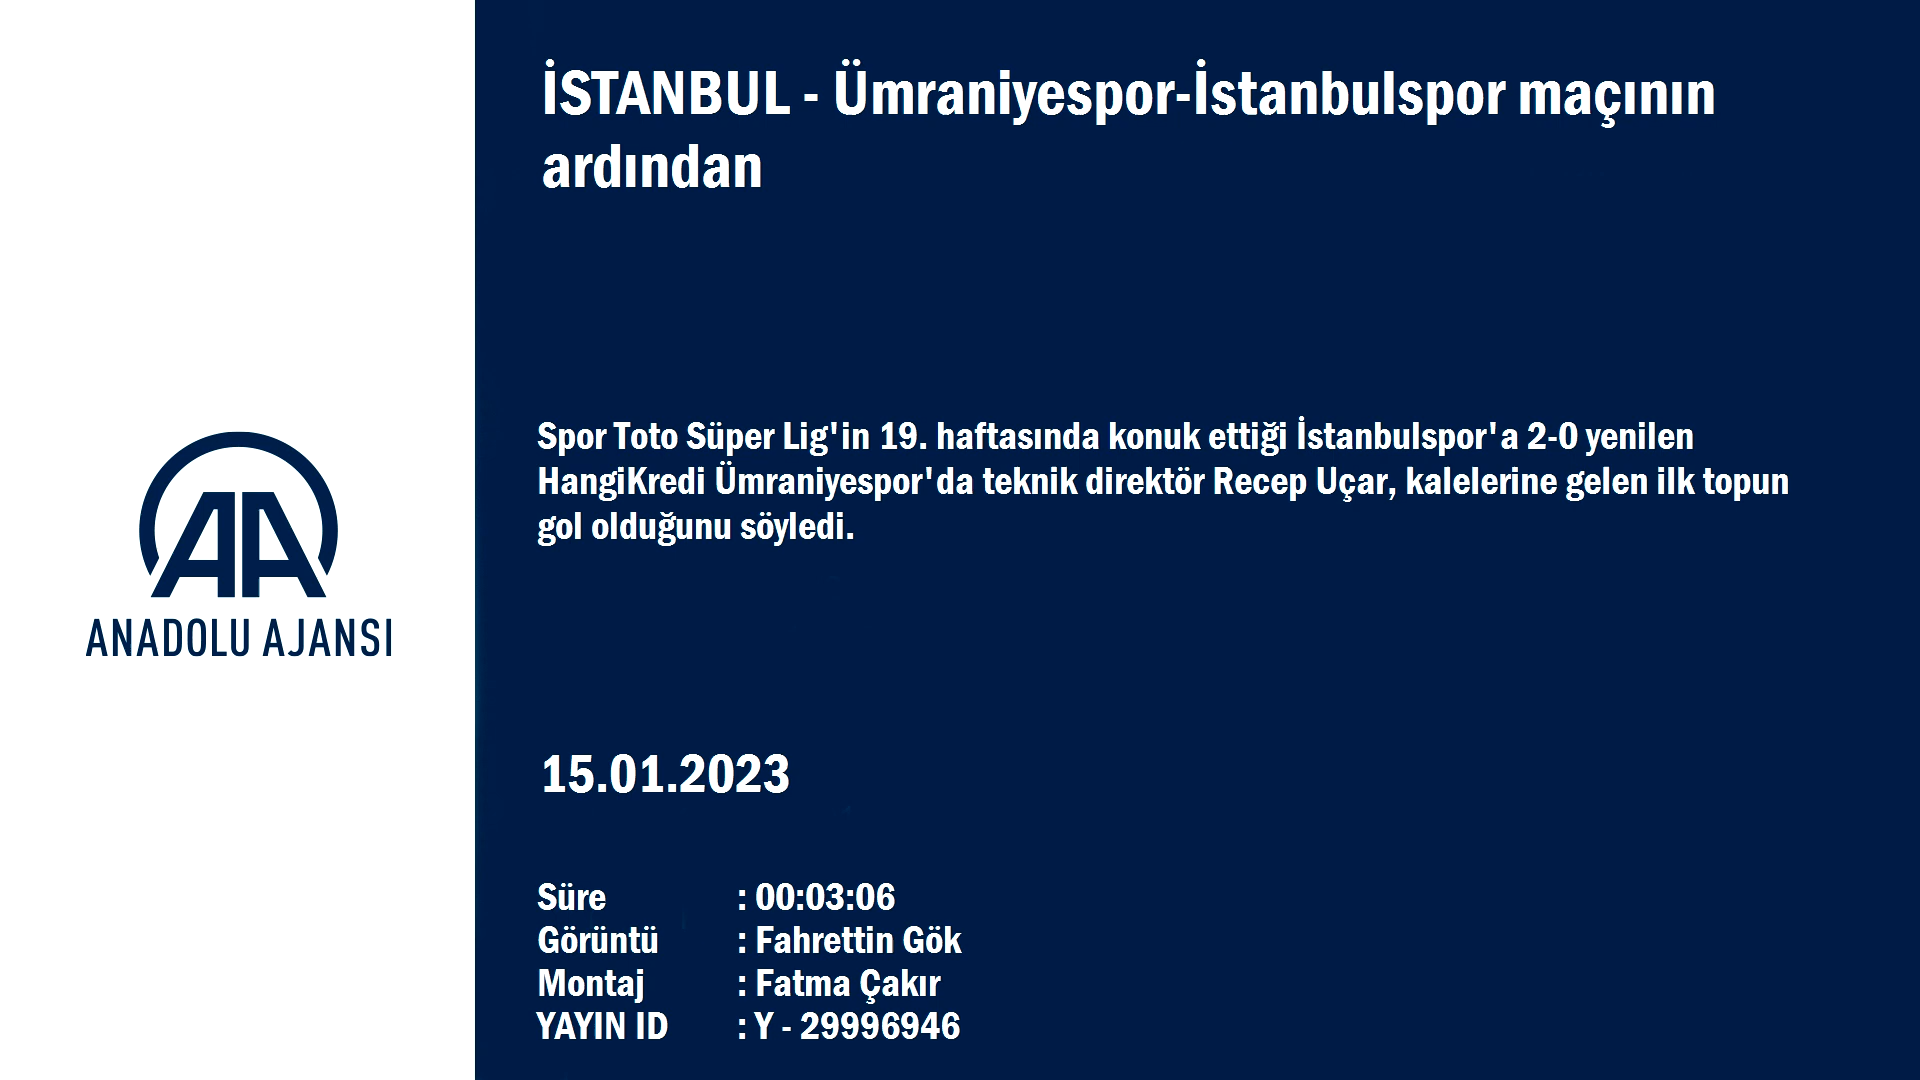 İSTANBUL - Ümraniyespor-İstanbulspor maçının
ardından
Spor Toto Süper Lig'in 19. haftasında konuk ettiği İstanbulspor'a 2-0 yenilen
HangiKredi Ümraniyespor'da teknik direktör Recep Uçar, kalelerine gelen ilk topun
gol olduğunu söyledi.
AA
ANADOLU AJANSI
15.01.2023
Süre : 00:03:06
Görüntü : Fahrettin Gök
Montaj : Fatma Çakır
YAYIN ID : Y - 29996946